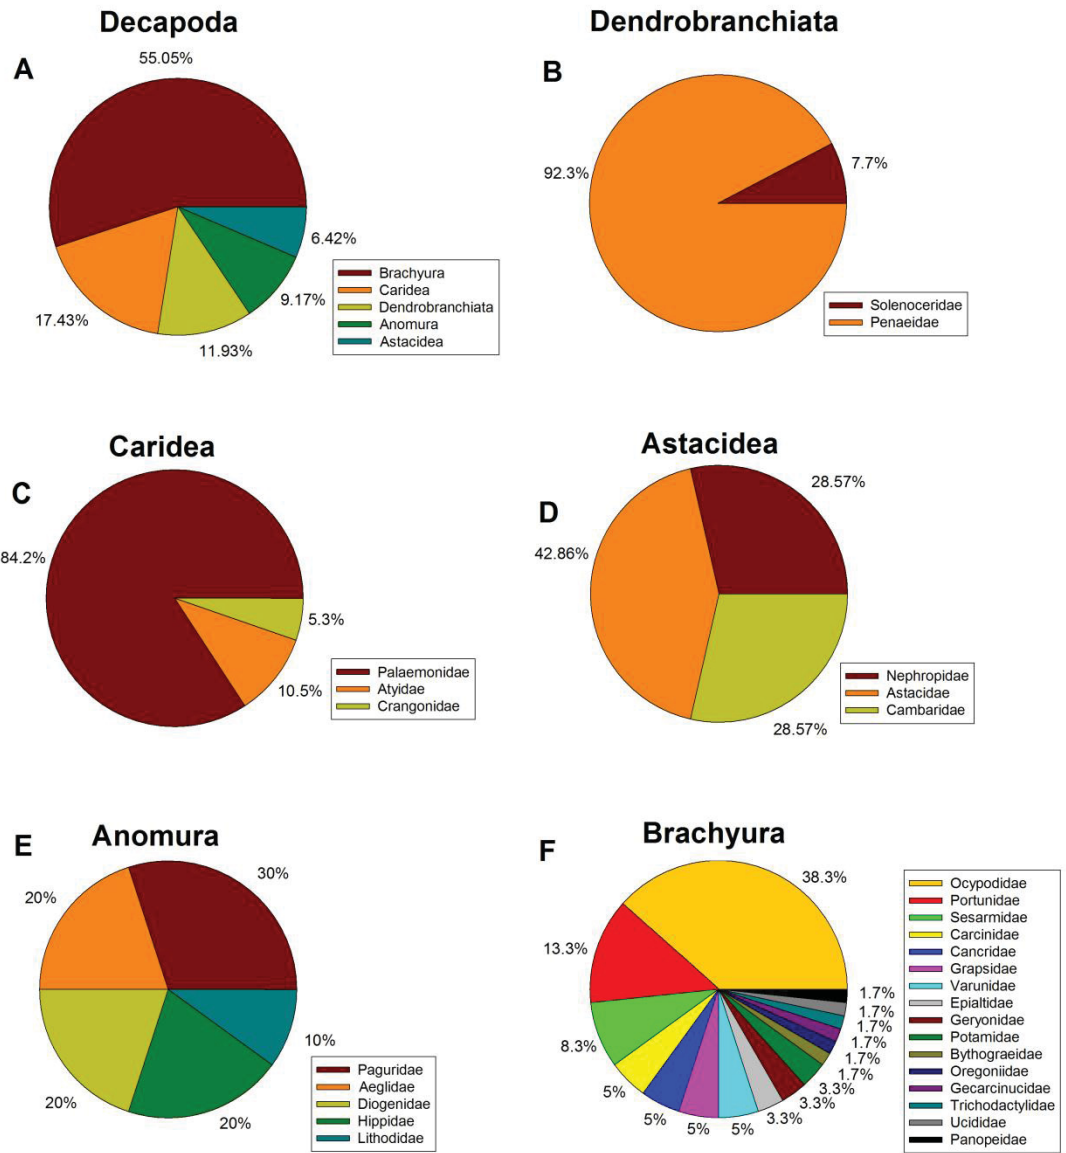 Decapoda
A
55.05%
6.42%
9.17%
11.93%
17.43%
Brachyura
Caridea
Dendrobranchiata
Anomura
Astacidea
Dendrobranchiata
B
92.3%
7.7%
Solenoceridae
Penaeidae
Caridea
C
84.2%
5.3%
10.5%
Palaemonidae
Atyidae
Crangonidae
Astacidea
D
28.57%
42.86%
28.57%
Nephropidae
Astacidae
Cambaridae
Anomura
E
30%
20%
20%
20%
10%
Paguridae
Aeglidae
Diogenidae
Hippidae
Lithodidae
Brachyura
F
38.3%
13.3%
8.3%
5%
5%
5%
5%
3.3%
3.3%
3.3%
1.7%
1.7%
1.7%
1.7%
1.7%
1.7%
Ocypodidae
Portunidae
Sesarmidae
Carcinidae
Cancridae
Grapsidae
Varunidae
Epialtidae
Geryonidae
Potamidae
Bythograeidae
Oregoniidae
Gecarcinucidae
Trichodactylidae
Ucididae
Panopeidae